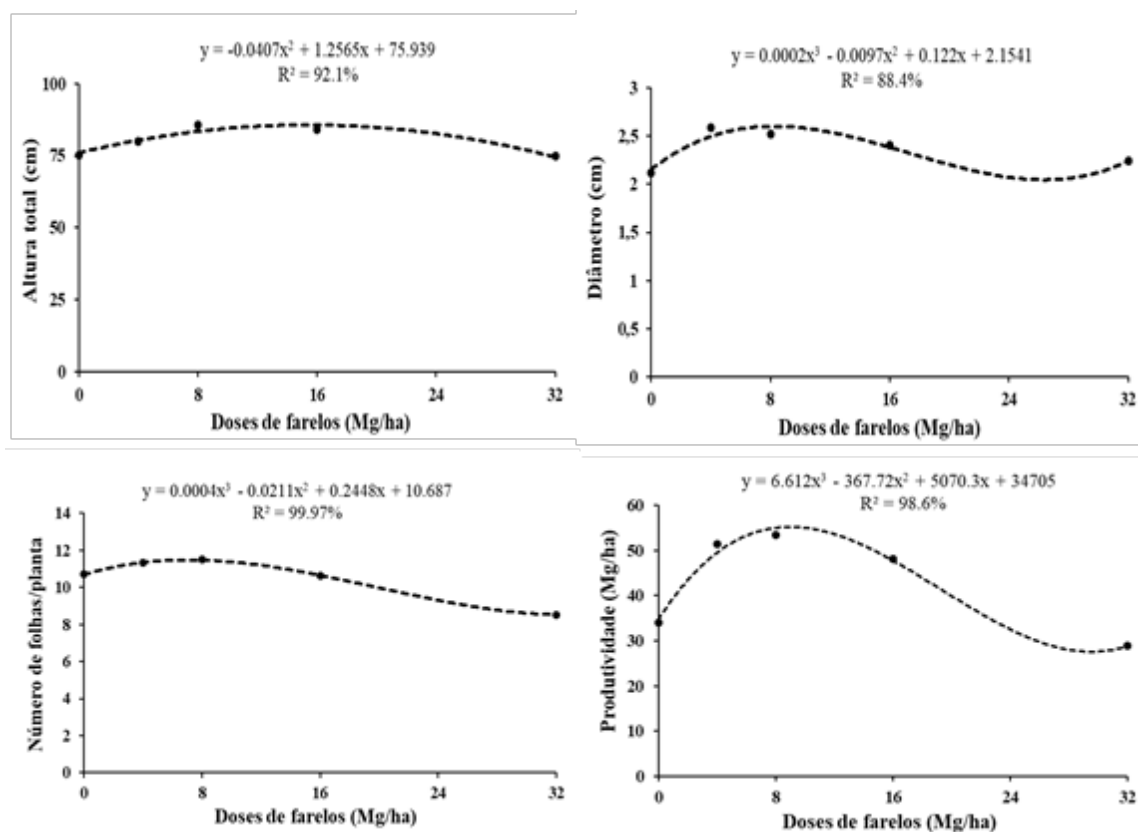 y = -0.0407x² + 1.2565x + 75.939
R² = 92.1%
100
75
50
25
0
Altura total (cm)
0 8 16 24 32
Doses de farelos (Mg/ha)
y = 0.0002x³ - 0.0097x² + 0.122x + 2.1541
R² = 88.4%
3
2.5
2
1,5
1
0,5
0
Diâmetro (cm)
0 8 16 24 32
Doses de farelos (Mg/ha)
y = 0.0004x³ - 0.0211x² + 0.2448x + 10.687
R² = 99.97%
14
12
10
8
6
4
2
0
Número de folhas/planta
0 8 16 24 32
Doses de farelos (Mg/ha)
y = 6.612x³ - 367.72x² + 5070.3x + 34705
R² = 98.6%
60
50
40
30
20
10
0
Produtividade (Mg/ha)
0 8 16 24 32
Doses de farelos (Mg/ha)